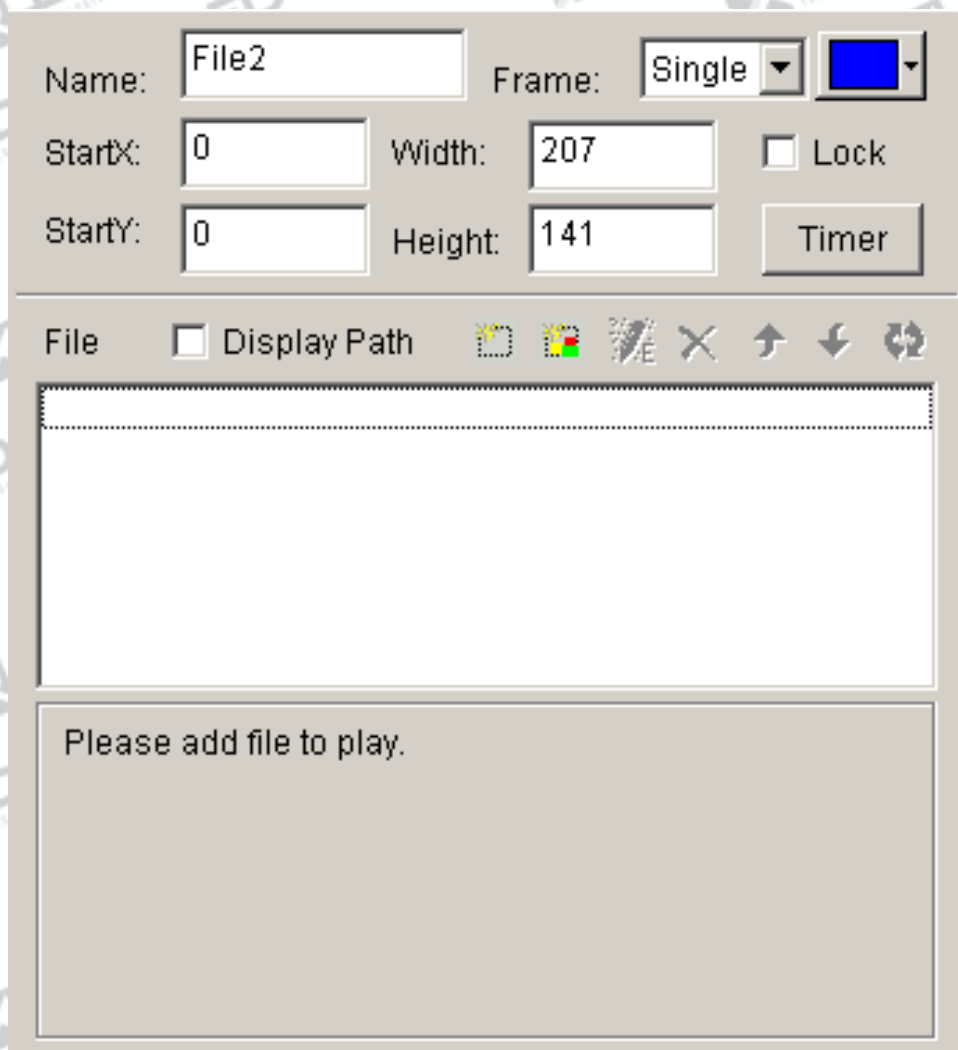 Name: File2 Frame: Single
StartX: 0 Width: 207 Lock
StartY: 0 Height: 141 Timer
File Display Path E
Please add file to play.